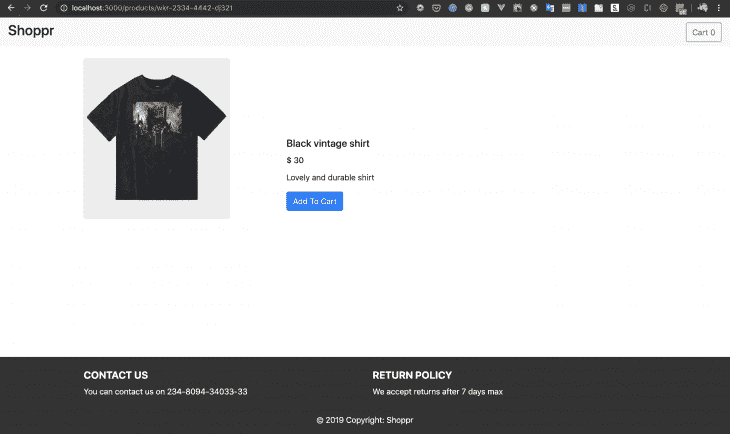 localhost:3000/products/wkr-2334-4442-dj321
Shoppr
Cart 0
Black vintage shirt
$ 30
Lovely and durable shirt
Add To Cart
CONTACT US
RETURN POLICY
You can contact us on 234-8094-34033-33
We accept returns after 7 days max
© 2019 Copyright: Shoppr